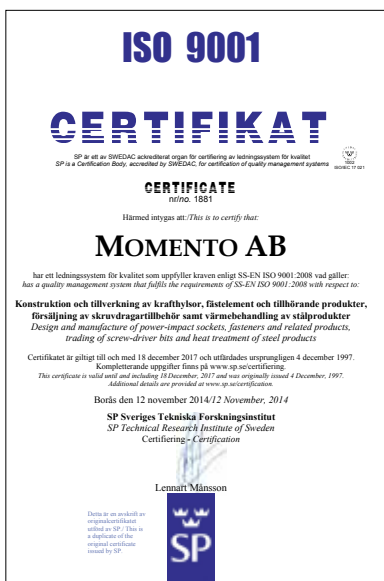 ISO 9001
CERTIFIKAT
SP är ett av SWEDAC ackrediterat organ för certifiering av ledningssystem för kvalitet
SP is a Certification Body, accredited by SWEDAC, for certification of quality management systems
1002
ISO/IEC 17 021
CERTIFICATE
nr/no. 1881
Härmed intygas att:/This is to certify that:
MOMENTO AB
har ett ledningssystem för kvalitet som uppfyller kraven enligt SS-EN ISO 9001:2008 vad gäller:
has a quality management system that fulfils the requirements of SS-EN ISO 9001:2008 with respect to:
Konstruktion och tillverkning av krafthylsor, fästelement och tillhörande produkter,
försäljning av skruvdragartillbehör samt värmebehandling av stålprodukter
Design and manufacture of power-impact sockets, fasteners and related products,
trading of screw-driver bits and heat treatment of steel products
Certifikatet är giltigt till och med 18 december 2017 och utfärdades ursprungligen 4 december 1997.
Kompletterande uppgifter finns på www.sp.se/certifiering.
This certificate is valid until and including 18 December, 2017 and was originally issued 4 December, 1997.
Additional details are provided at www.sp.se/certification.
Borås den 12 november 2014/12 November, 2014
SP Sveriges Tekniska Forskningsinstitut
SP Technical Research Institute of Sweden
Certifiering - Certification
Lennart Månsson
Detta är en avskrift av
originalcertifikatet
utförd av SP / This is
a duplicate of the
original certificate
issued by SP.
SP